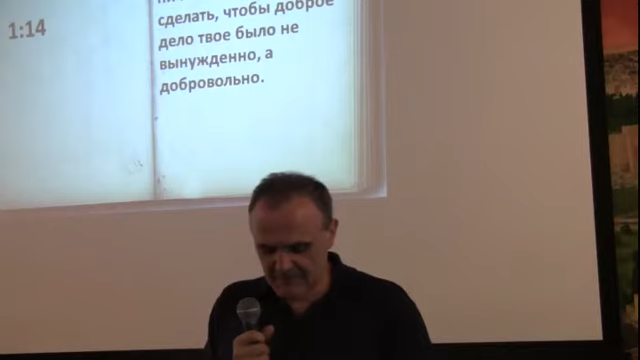 1:14
сделать, чтобы доброе
дело твое было не
вынужденно, а
добровольно.